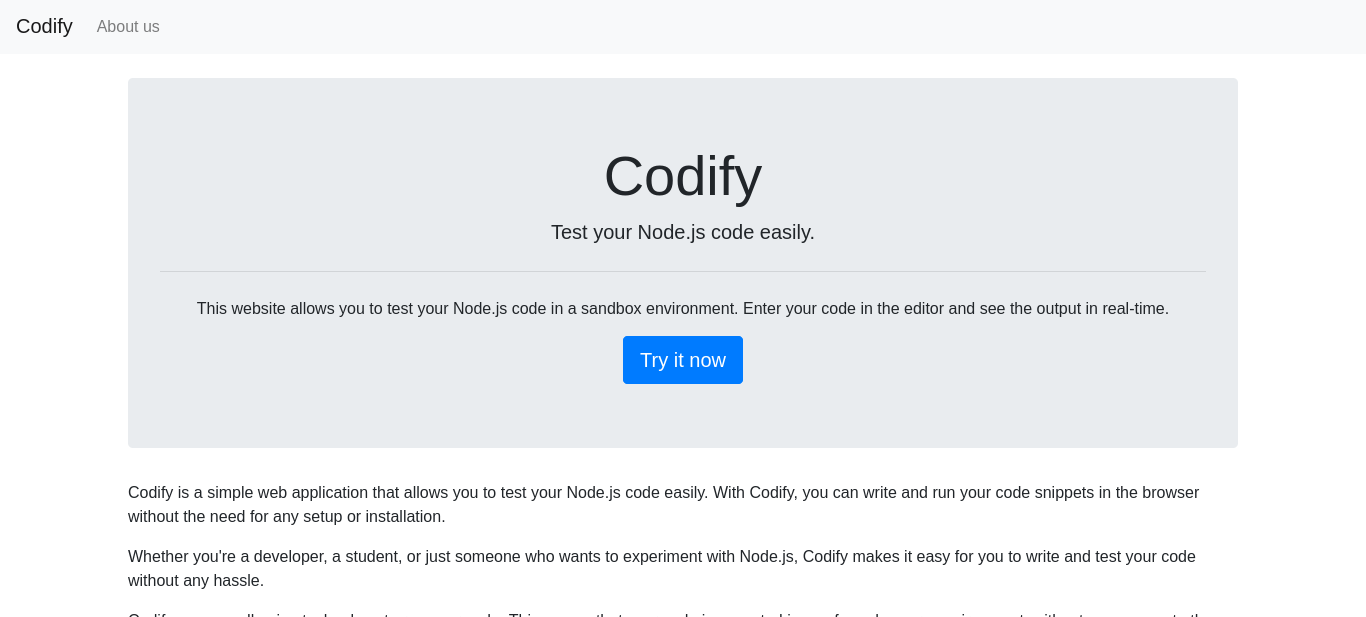 Codify About us
Codify
Test your Node.js code easily.
This website allows you to test your Node.js code in a sandbox environment. Enter your code in the editor and see the output in real-time.
Try it now
Codify is a simple web application that allows you to test your Node.js code easily. With Codify, you can write and run your code snippets in the browser
without the need for any setup or installation.
Whether you're a developer, a student, or just someone who wants to experiment with Node.js, Codify makes it easy for you to write and test your code
without any hassle.